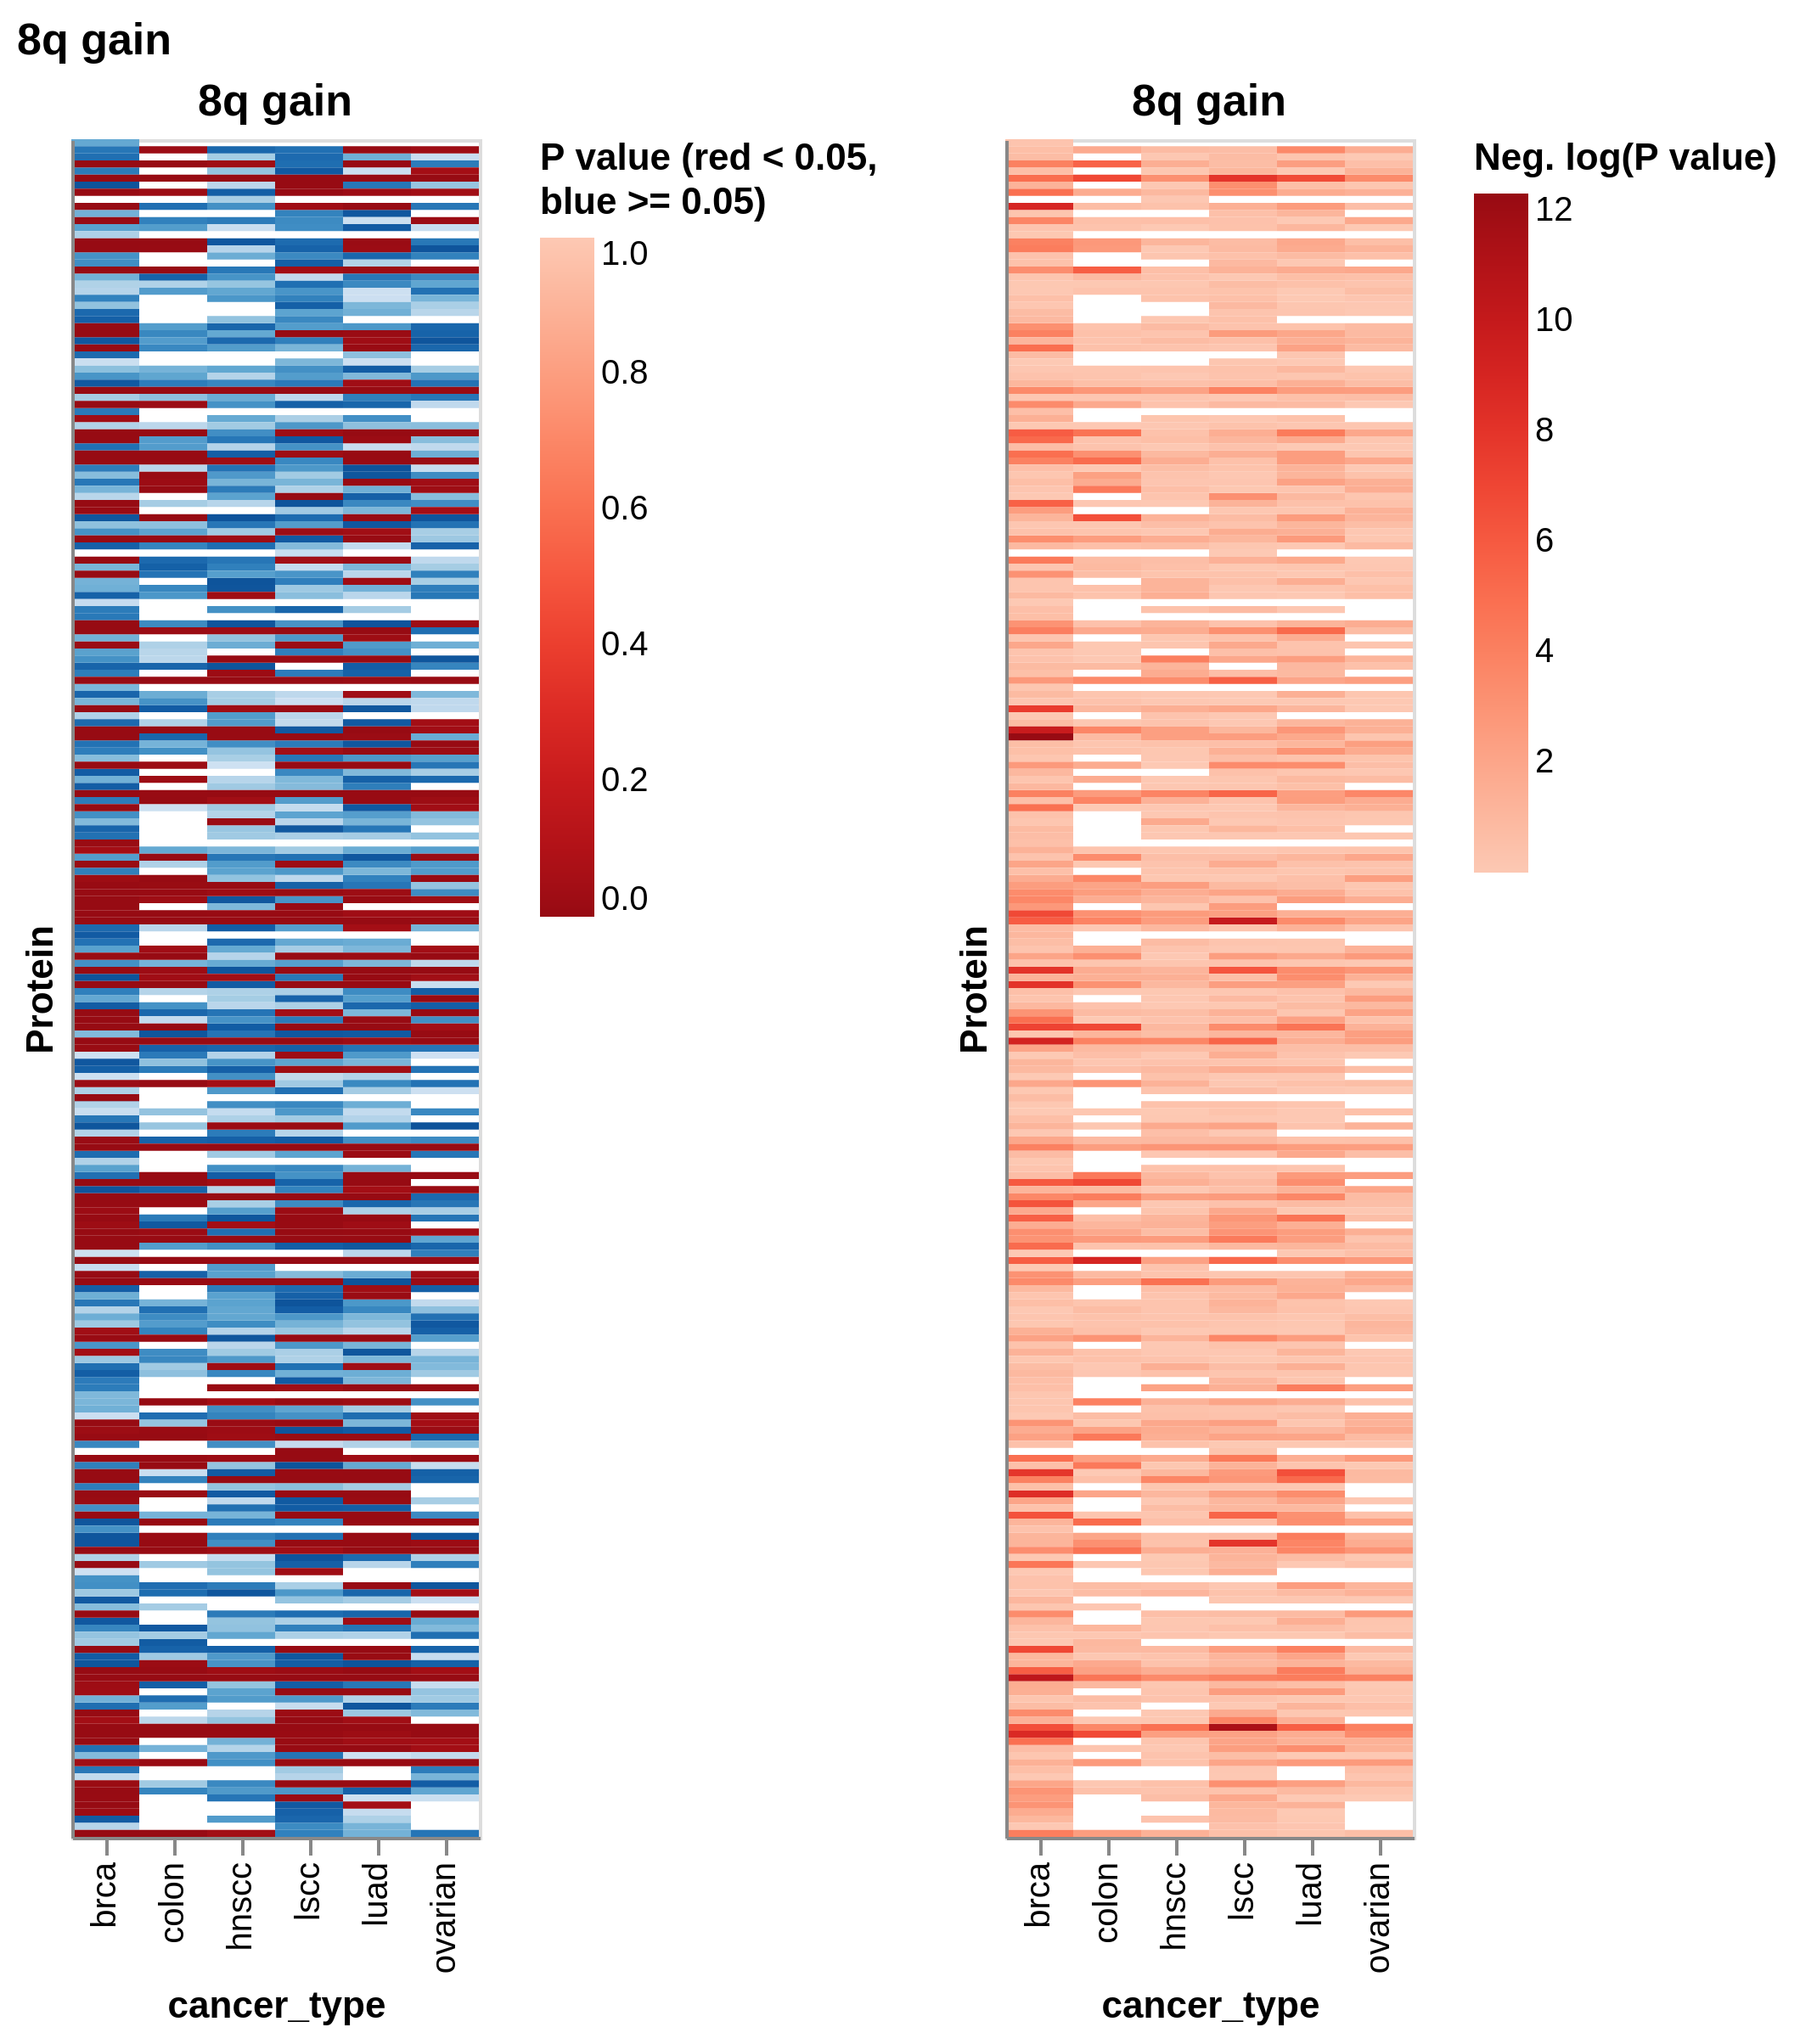 8q gain
8q gain
P value (red < 0.05,
blue >= 0.05)
1.0
0.8
0.6
0.4
0.2
0.0
Protein
brca
colon
hnscc
lscc
luad
ovarian
cancer_type
8q gain
Neg. log(P value)
12
10
8
6
4
2
Protein
brca
colon
hnscc
lscc
luad
ovarian
cancer_type